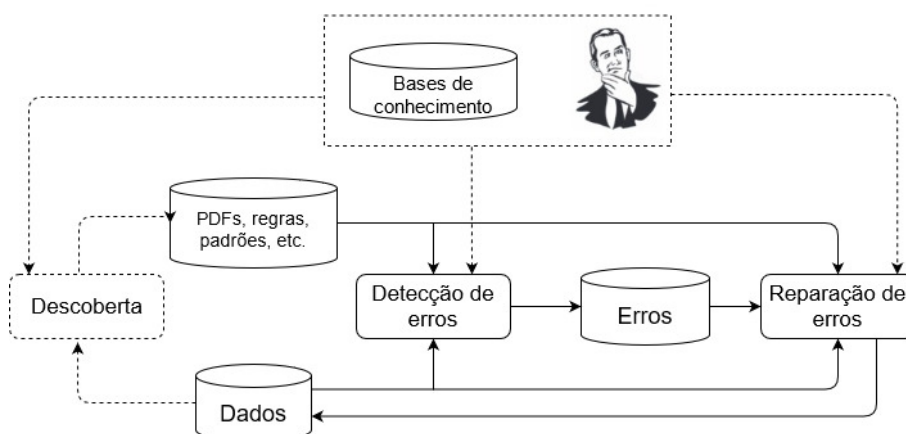 Bases de
conhecimento
PDFs, regras,
padrões, etc.
Descoberta
Detecção de
erros
Erros
Reparação de
erros
Dados